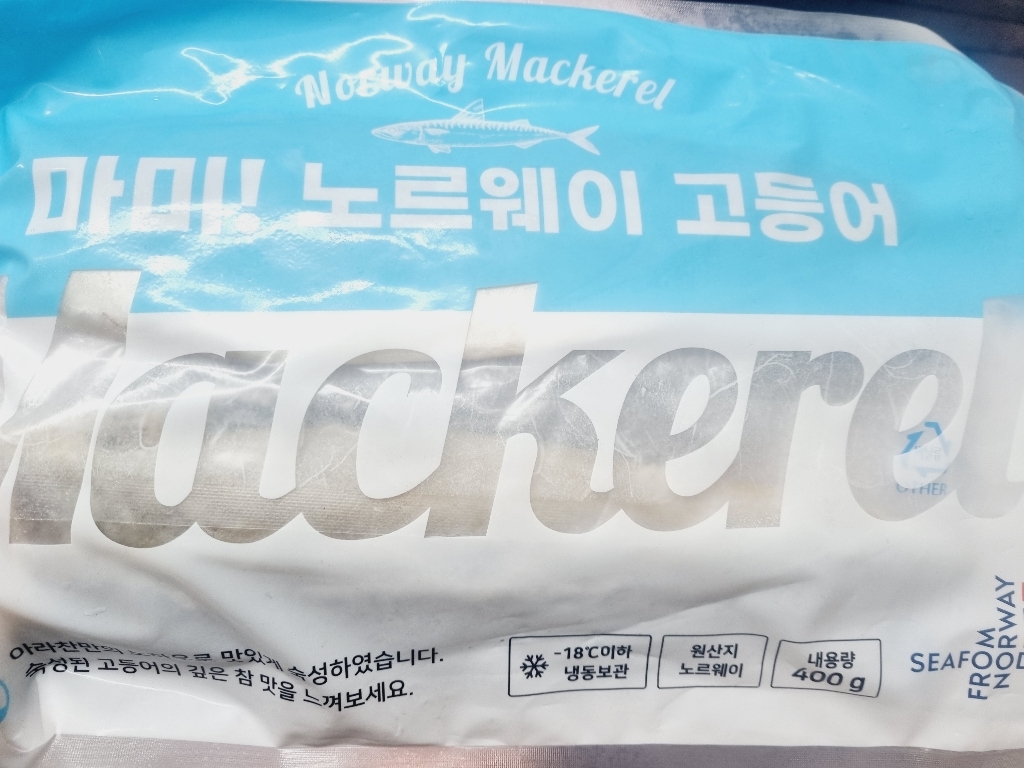 Norway Mackerel
마미! 노르웨이 고등어
Mackerel
OTHER
아라찬만의 맛있게 숙성하였습니다.
숙성된 고등어의 깊은 참 맛을 느껴보세요.
-18℃이하
냉동보관
원산지
노르웨이
내용량
400 g
SEAFOOD
FROM
NORWAY